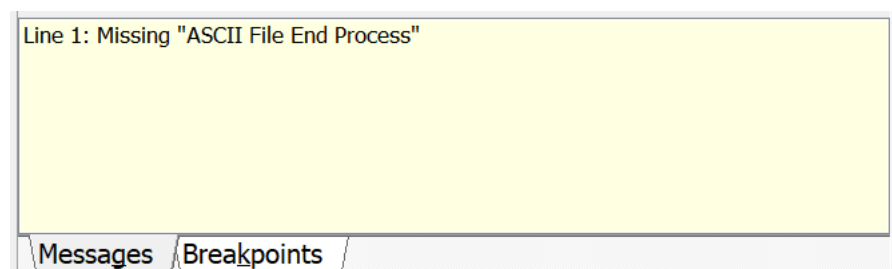 Line 1: Missing "ASCII File End Process"
Messages Breakpoints